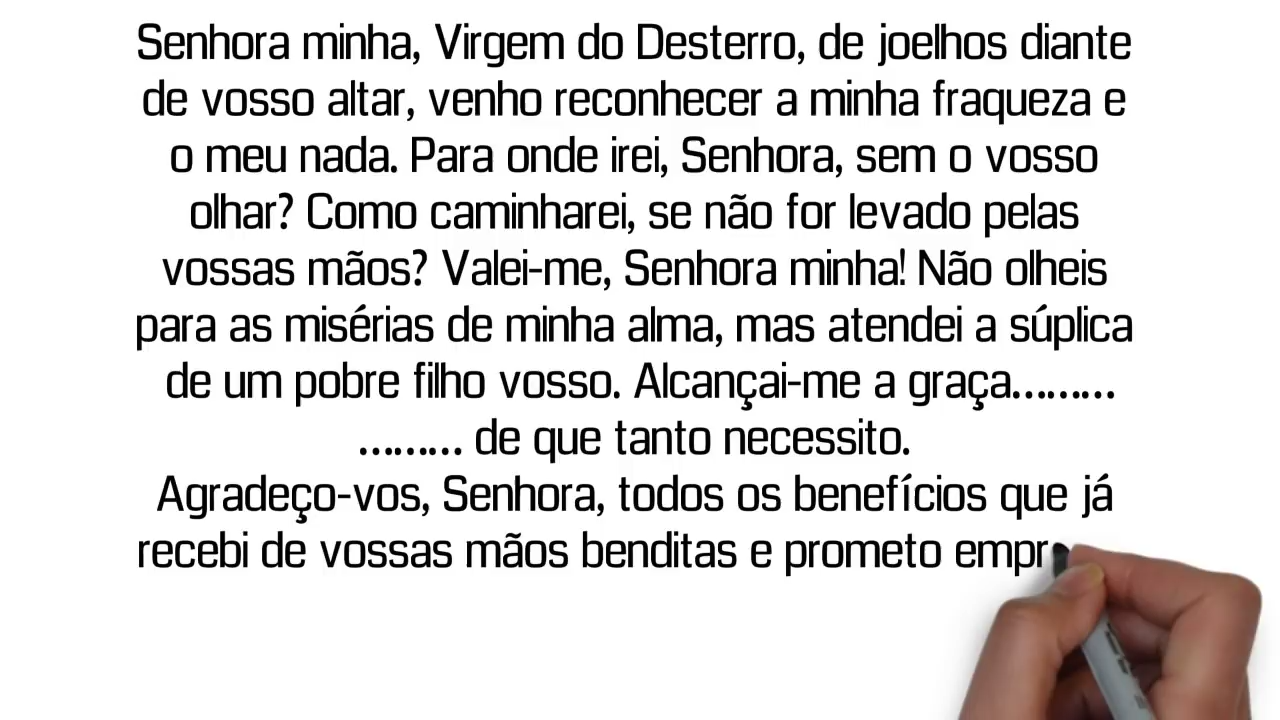 Senhora minha, Virgem do Desterro, de joelhos diante
de vosso altar, venho reconhecer a minha fraqueza e
o meu nada. Para onde irei, Senhora, sem o vosso
olhar? Como caminharei, se não for levado pelas
vossas mãos? Valei-me, Senhora minha! Não olheis
para as misérias de minha alma, mas atendei a súplica
de um pobre filho vosso. Alcançai-me a graça.........
......... de que tanto necessito.
Agradeço-vos, Senhora, todos os benefícios que já
recebi de vossas mãos benditas e prometo empr